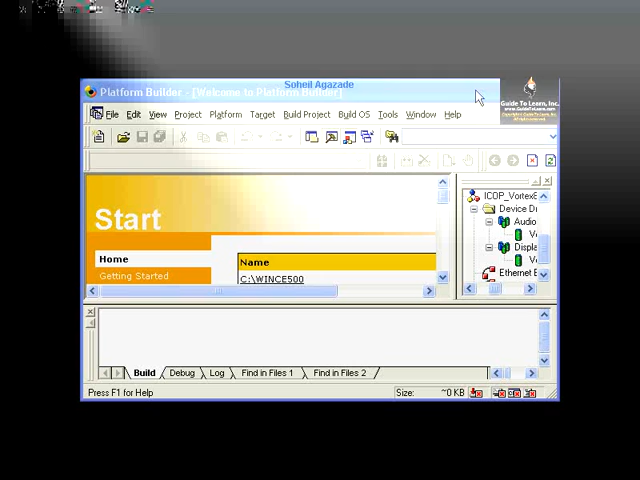 Soheil Agazade
Platform Builder - [Welcome to Platform Builder]
Guide To Learn, Inc.
File Edit View Project Platform Target Build Project Build OS Tools Window Help
Start
Home
Getting Started
Name
C:\WINCE500
ICOP_Vortex
Device Dr
Audio
Displa
Ethernet
Build Debug Log Find in Files 1 Find in Files 2
Press F1 for Help
Size: ~0 KB